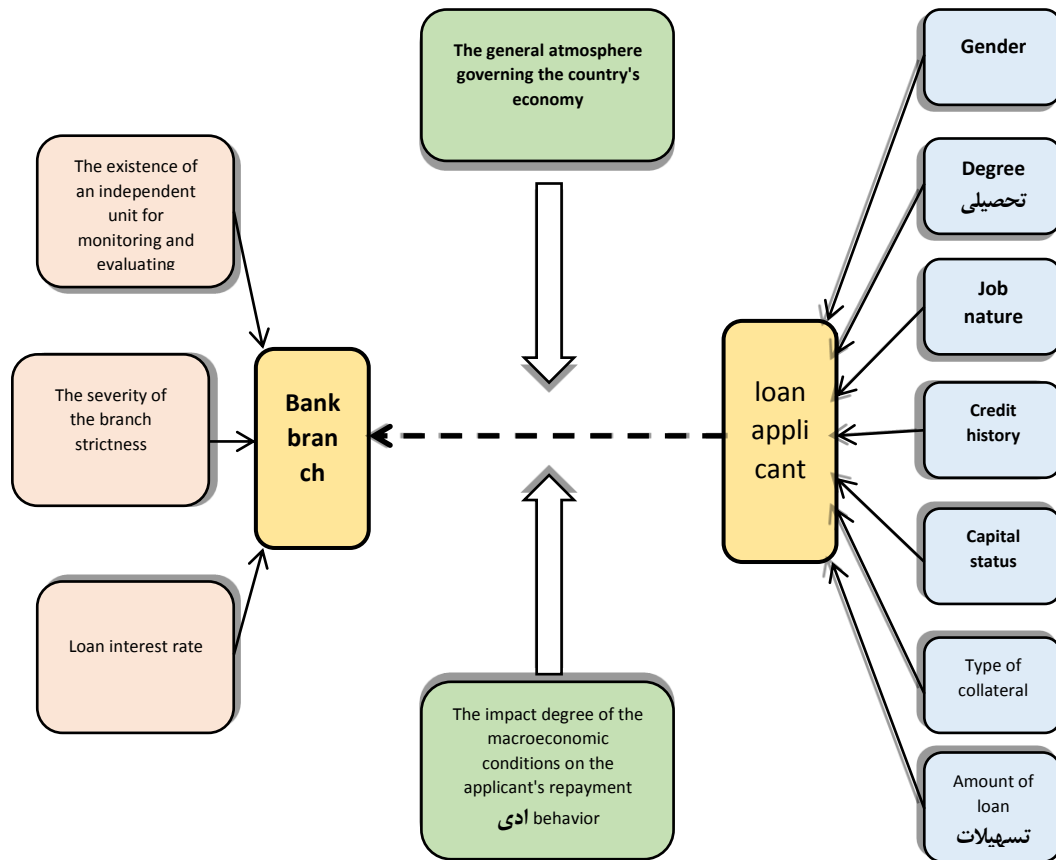 The general atmosphere
governing the country's
economy
Gender
The existence of
an independent
unit for
monitoring and
evaluating
Degree
تحصیلی
Job
nature
The severity of
the branch
strictness
Bank
bran
ch
loan
appli
cant
Credit
history
Capital
status
Loan interest rate
Type of
collateral
The impact degree of the
macroeconomic
conditions on the
applicant's repayment
ادی behavior
Amount of
loan
تسهیلات